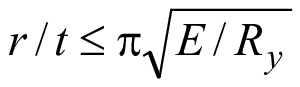 r / t ≤ π√E / R_y